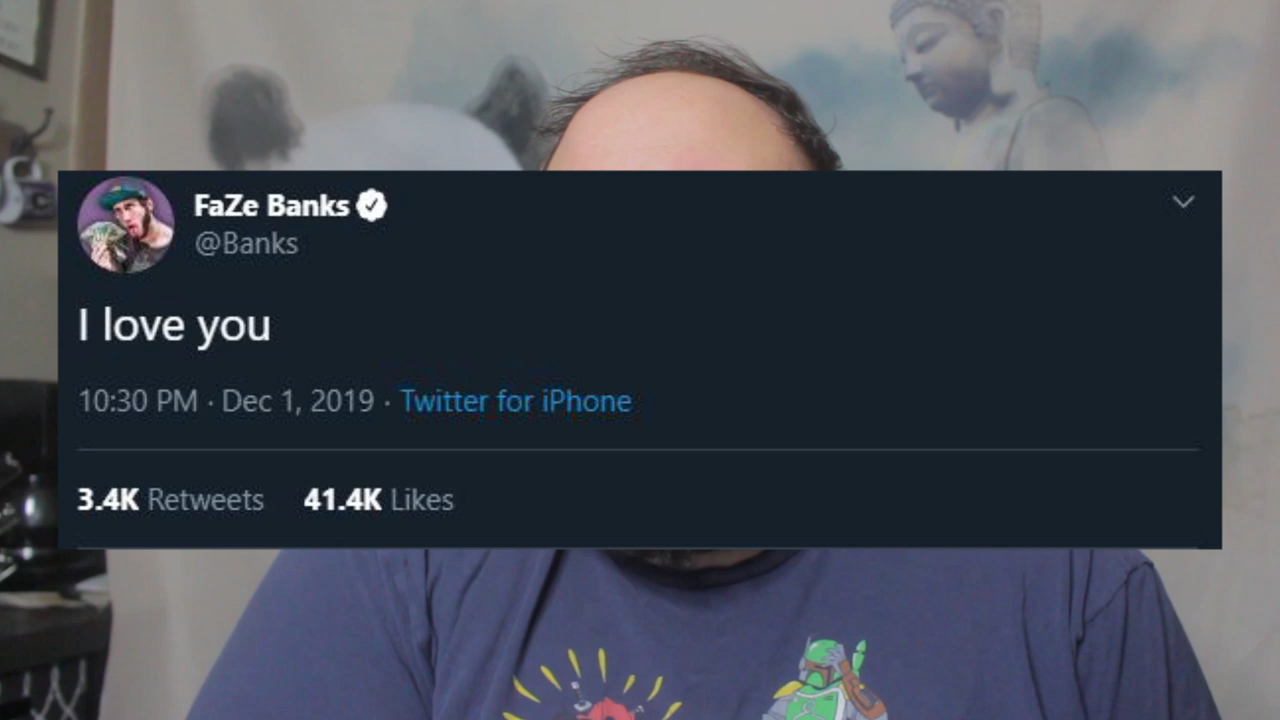 FaZe Banks
@Banks
I love you
10:30 PM · Dec 1, 2019 · Twitter for iPhone
3.4K Retweets 41.4K Likes